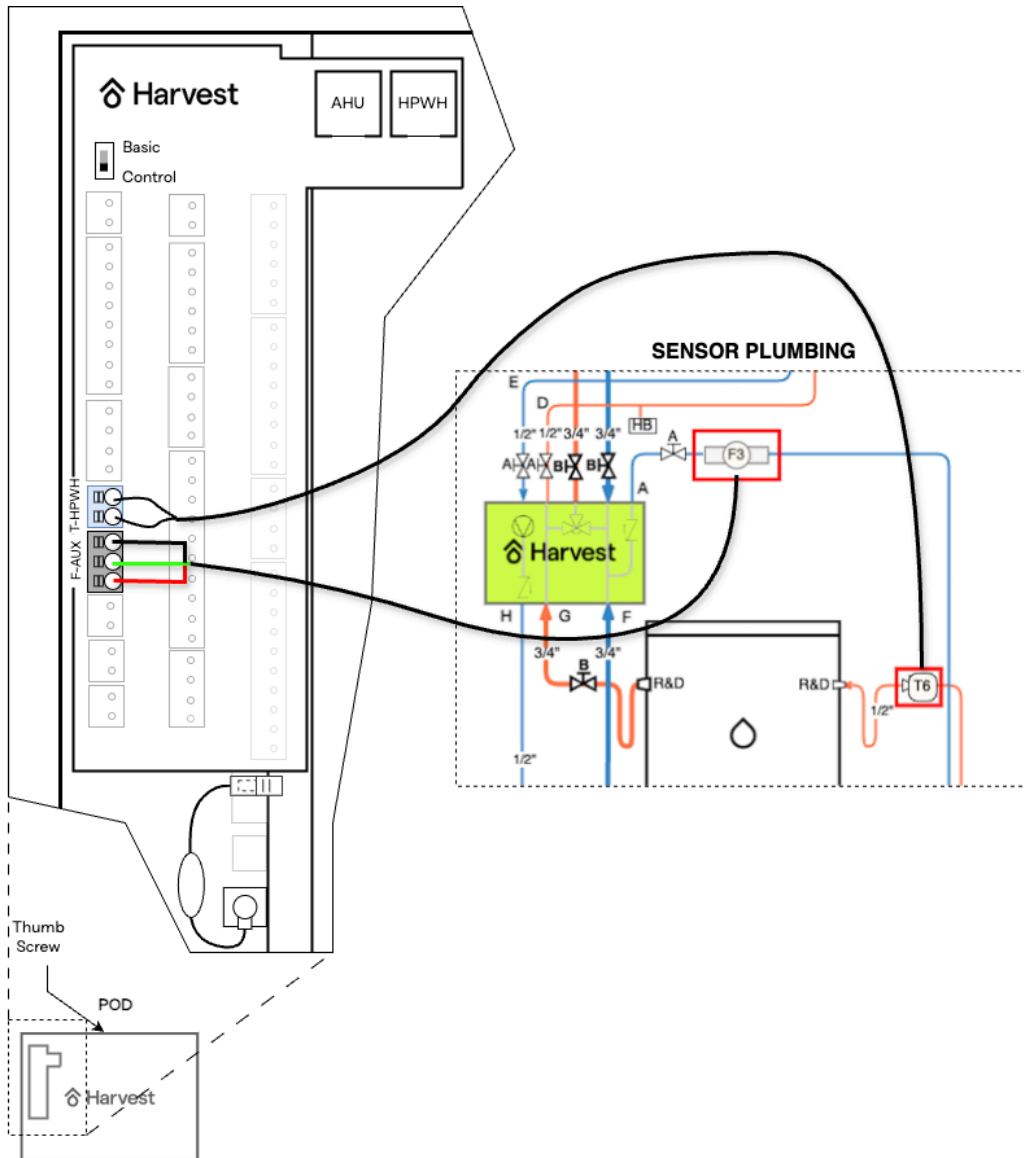 Harvest
AHU
HPWH
Basic
Control
T-HPWH
F-AUX
SENSOR PLUMBING
E
D
HB
1/2" 1/2" 3/4" 3/4"
A
A A B B
F3
A
Harvest
H G F
3/4" 3/4"
B
R&D
R&D
T6
1/2"
1/2"
Thumb
Screw
POD
Harvest